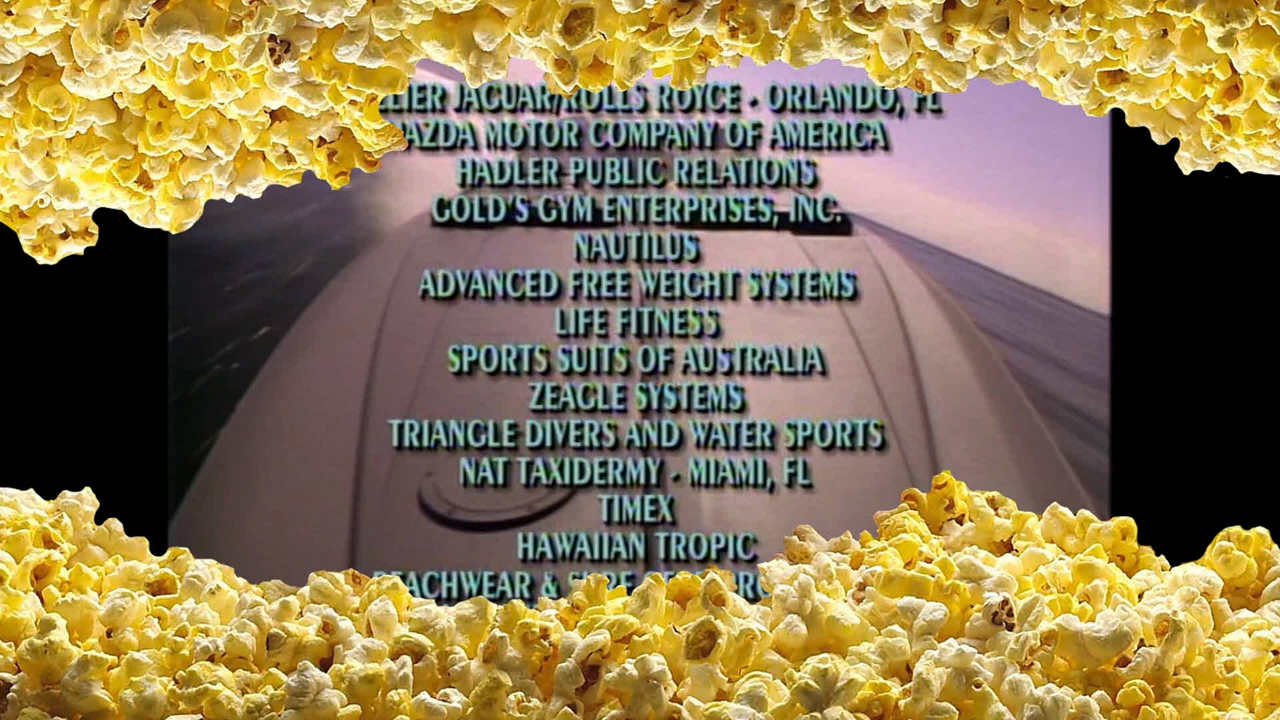 JAGUAR/ROLLS ROYCE - ORLANDO, FL
MOTOR COMPANY OF AMERICA
HADLER PUBLIC RELATIONS
GOLD'S GYM ENTERPRISES, INC.
NAUTILUS
ADVANCED FREE WEIGHT SYSTEMS
LIFE FITNESS
SPORTS SUITS OF AUSTRALIA
ZEAGLE SYSTEMS
TRIANGLE DIVERS AND WATER SPORTS
NAT TAXIDERMY - MIAMI, FL
TIMEX
HAWAIIAN TROPIC
&